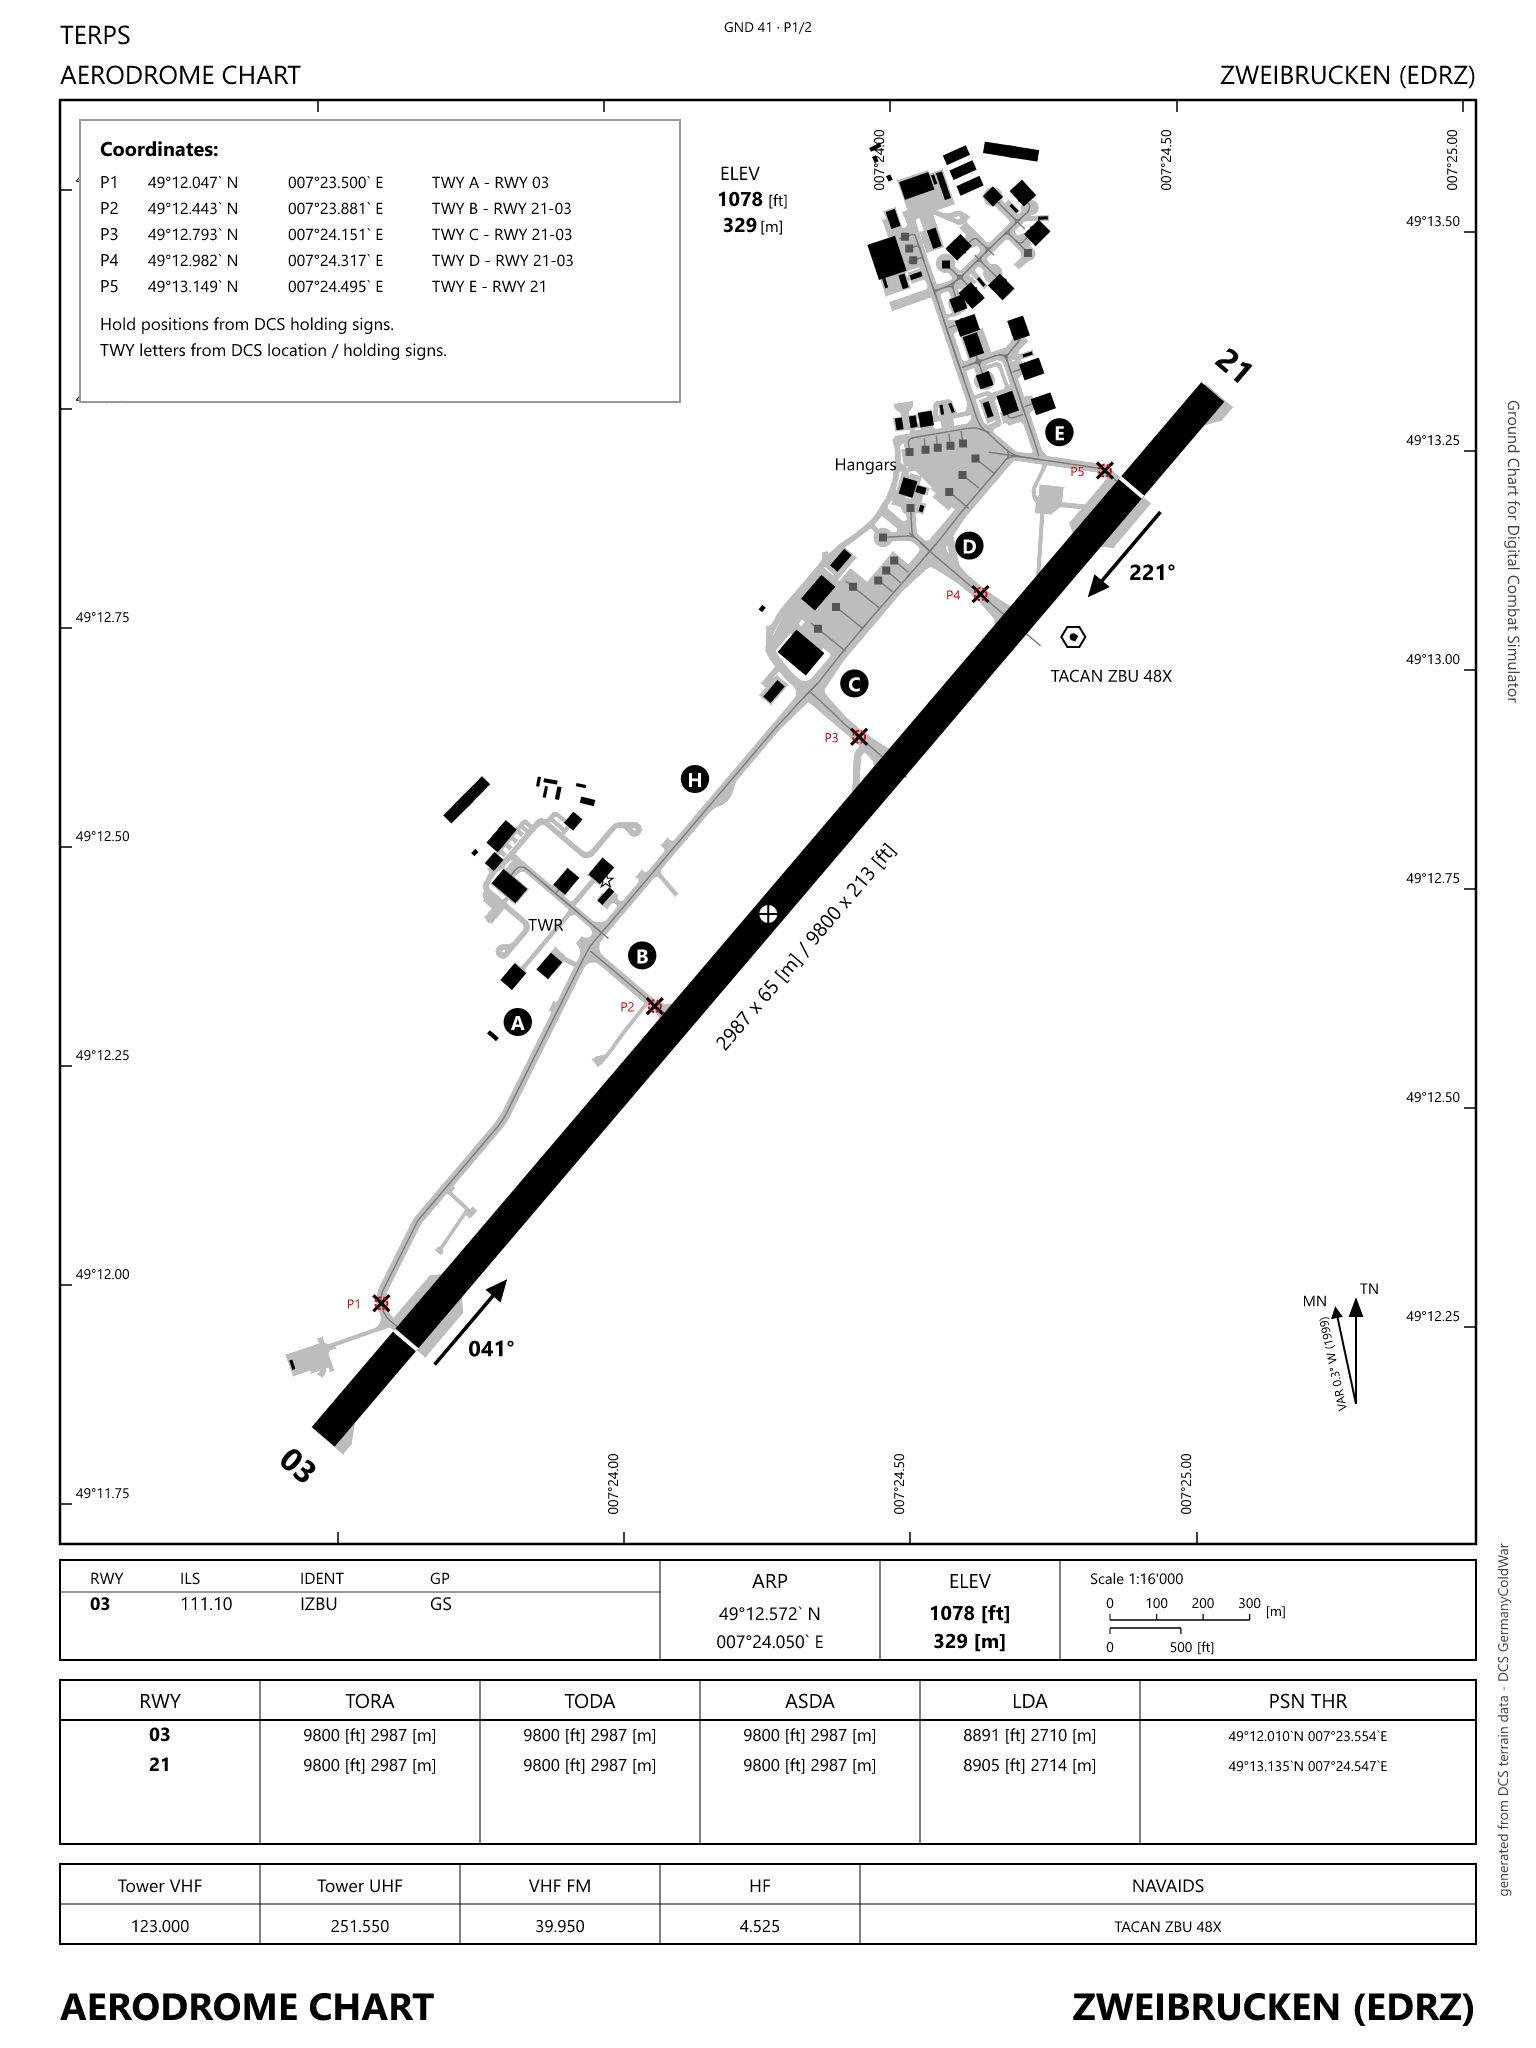 GND 41 · P1/2
TERPS
AERODROME CHART
ZWEIBRUCKEN (EDRZ)
Coordinates:
P1 49°12.047` N 007°23.500` E TWY A - RWY 03
P2 49°12.443` N 007°23.881` E TWY B - RWY 21-03
P3 49°12.793` N 007°24.151` E TWY C - RWY 21-03
P4 49°12.982` N 007°24.317` E TWY D - RWY 21-03
P5 49°13.149` N 007°24.495` E TWY E - RWY 21
Hold positions from DCS holding signs.
TWY letters from DCS location / holding signs.
ELEV
1078 [ft]
329 [m]
007°24.00
007°24.50
007°25.00
49°13.50
21
E
49°13.25
Hangars
P5
D
221°
P4
49°12.75
TACAN ZBU 48X
49°13.00
C
P3
H
49°12.50
2987 x 65 [m] / 9800 x 213 [ft]
49°12.75
TWR
B
P2
A
49°12.25
49°12.50
49°12.00
MN
TN
VAR 0.3° W (1999)
P1
49°12.25
041°
03
49°11.75
007°24.00
007°24.50
007°25.00
Ground Chart for Digital Combat Simulator
RWY ILS IDENT GP
03 111.10 IZBU GS
ARP
49°12.572` N
007°24.050` E
ELEV
1078 [ft]
329 [m]
Scale 1:16'000
0 100 200 300 [m]
0 500 [ft]
RWY TORA TODA ASDA LDA PSN THR
03 9800 [ft] 2987 [m] 9800 [ft] 2987 [m] 9800 [ft] 2987 [m] 8891 [ft] 2710 [m] 49°12.010`N 007°23.554`E
21 9800 [ft] 2987 [m] 9800 [ft] 2987 [m] 9800 [ft] 2987 [m] 8905 [ft] 2714 [m] 49°13.135`N 007°24.547`E
generated from DCS terrain data - DCS GermanyColdWar
Tower VHF Tower UHF VHF FM HF NAVAIDS
123.000 251.550 39.950 4.525 TACAN ZBU 48X
AERODROME CHART
ZWEIBRUCKEN (EDRZ)